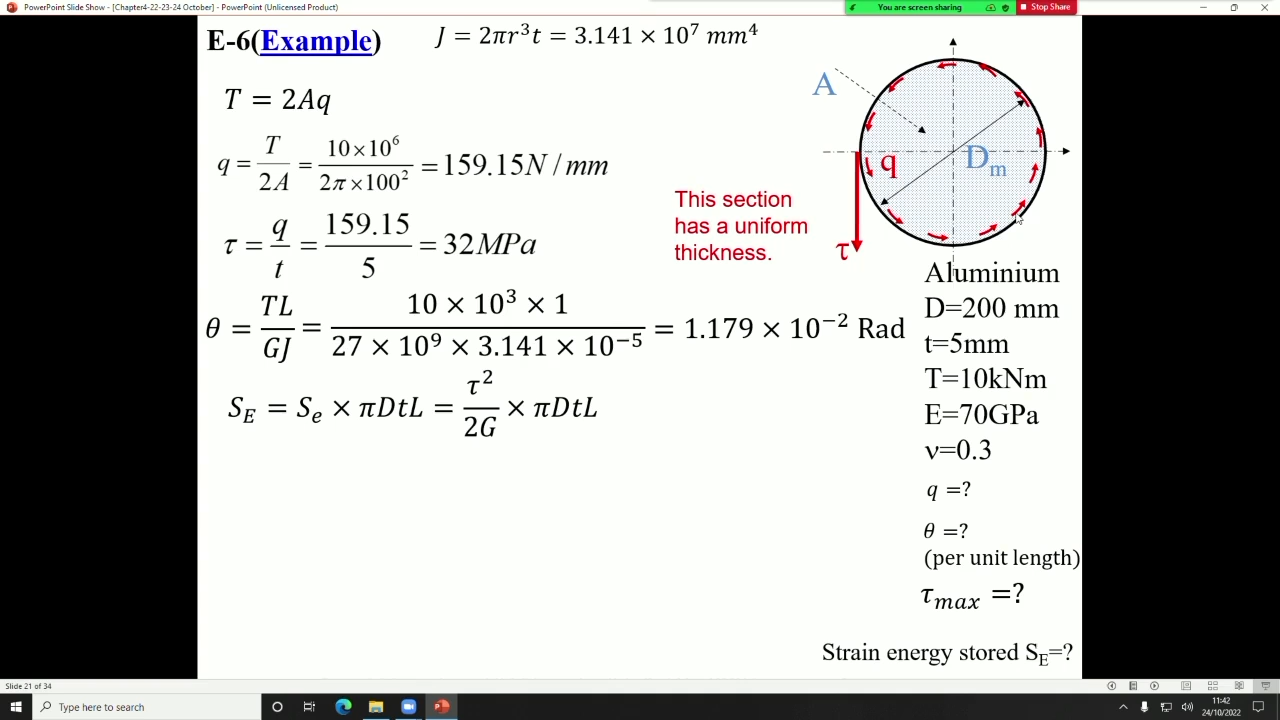 PowerPoint Slide Show - [Chapter4-22-23-24 October] - PowerPoint (Unlicensed Product)
You are screen sharing
Stop Share
E-6(Example)
J = 2πr³t = 3.141 × 10⁷ mm⁴
T = 2Aq
q = T/2A = 10×10⁶/2π×100² = 159.15N / mm
τ = q/t = 159.15/5 = 32MPa
θ = TL/GJ = 10 × 10³ × 1/27 × 10⁹ × 3.141 × 10⁻⁵ = 1.179 × 10⁻² Rad
S_E = S_e × πDtL = τ²/2G × πDtL
This section
has a uniform
thickness.
A
q
D_m
τ
Aluminium
D=200 mm
t=5mm
T=10kNm
E=70GPa
ν=0.3
q =?
θ =?
(per unit length)
τ_max =?
Strain energy stored S_E=?
Slide 21 of 34
Type here to search
11:42
24/10/2022